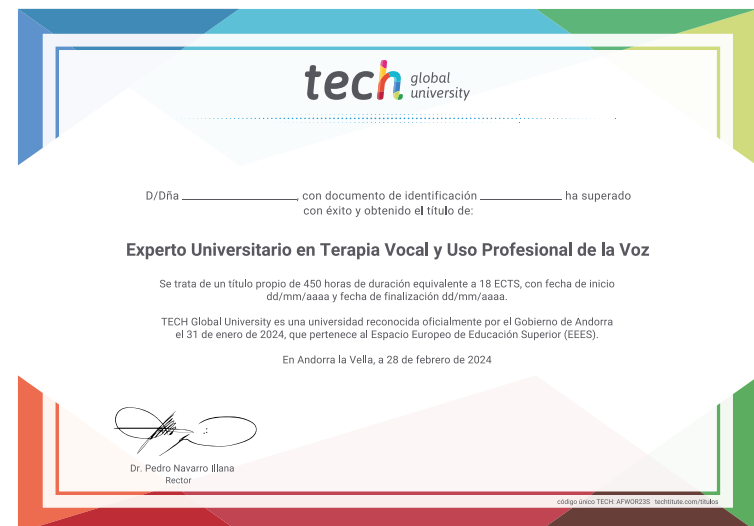 tech global
university
D/Dña ____________________, con documento de identificación ______________ ha superado
con éxito y obtenido el título de:
Experto Universitario en Terapia Vocal y Uso Profesional de la Voz
Se trata de un título propio de 450 horas de duración equivalente a 18 ECTS, con fecha de inicio
dd/mm/aaaa y fecha de finalización dd/mm/aaaa.
TECH Global University es una universidad reconocida oficialmente por el Gobierno de Andorra
el 31 de enero de 2024, que pertenece al Espacio Europeo de Educación Superior (EEES).
En Andorra la Vella, a 28 de febrero de 2024
Dr. Pedro Navarro Illana
Rector
código único TECH: AFWOR23S techtitute.com/titulos